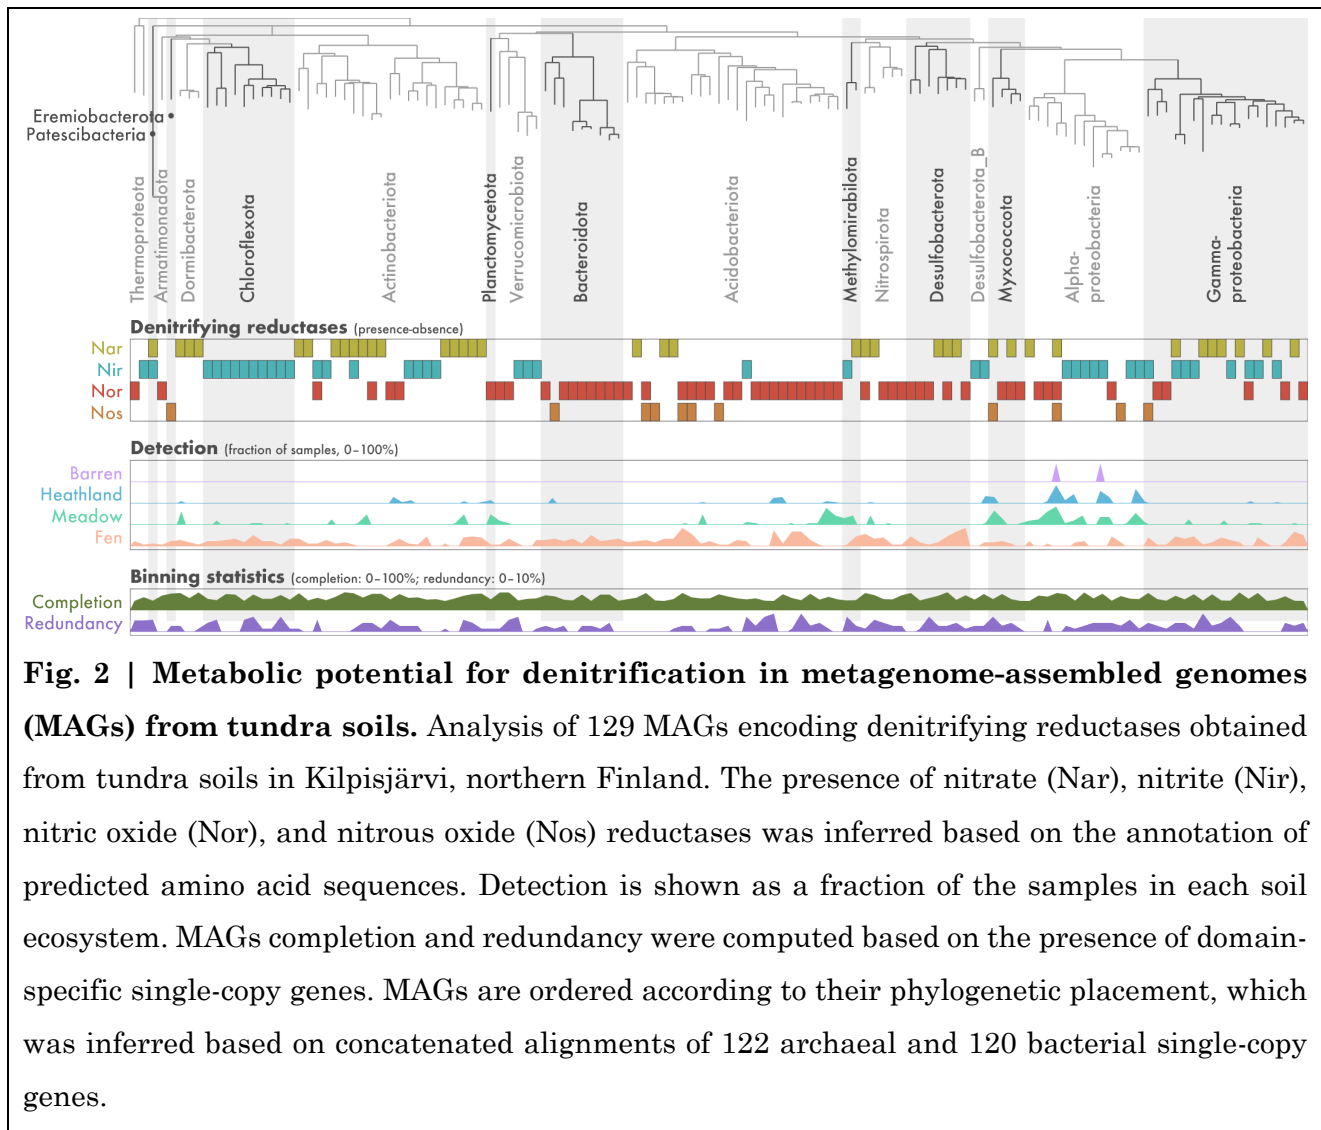 Eremiobacterota
Patescibacteria
Thermoproteota
Armatimonadota
Dormibacterota
Chloroflexota
Actinobacteriota
Planctomycetota
Verrucomicrobiota
Bacteroidota
Acidobacteriota
Methylomirabilota
Nitrospirota
Desulfobacterota
Desulfobacterota_B
Myxococcota
Alpha-
proteobacteria
Gamma-
proteobacteria
Denitrifying reductases (presence-absence)
Nar
Nir
Nor
Nos
Detection (fraction of samples, 0–100%)
Barren
Heathland
Meadow
Fen
Binning statistics (completion: 0–100%; redundancy: 0–10%)
Completion
Redundancy
Fig. 2 | Metabolic potential for denitrification in metagenome-assembled genomes
(MAGs) from tundra soils. Analysis of 129 MAGs encoding denitrifying reductases obtained
from tundra soils in Kilpisjärvi, northern Finland. The presence of nitrate (Nar), nitrite (Nir),
nitric oxide (Nor), and nitrous oxide (Nos) reductases was inferred based on the annotation of
predicted amino acid sequences. Detection is shown as a fraction of the samples in each soil
ecosystem. MAGs completion and redundancy were computed based on the presence of domain-
specific single-copy genes. MAGs are ordered according to their phylogenetic placement, which
was inferred based on concatenated alignments of 122 archaeal and 120 bacterial single-copy
genes.